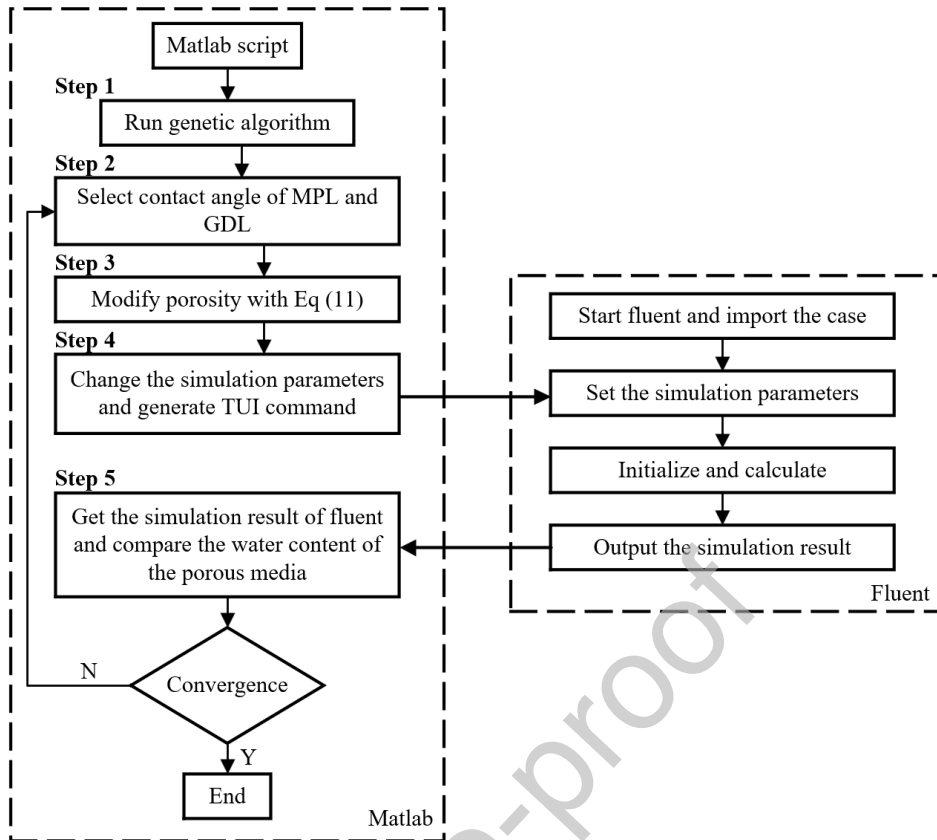 Matlab script
Step 1
Run genetic algorithm
Step 2
Select contact angle of MPL and
GDL
Step 3
Modify porosity with Eq (11)
Step 4
Change the simulation parameters
and generate TUI command
Step 5
Get the simulation result of fluent
and compare the water content of
the porous media
Convergence
N
Y
End
Matlab
Start fluent and import the case
Set the simulation parameters
Initialize and calculate
Output the simulation result
Fluent
-proof